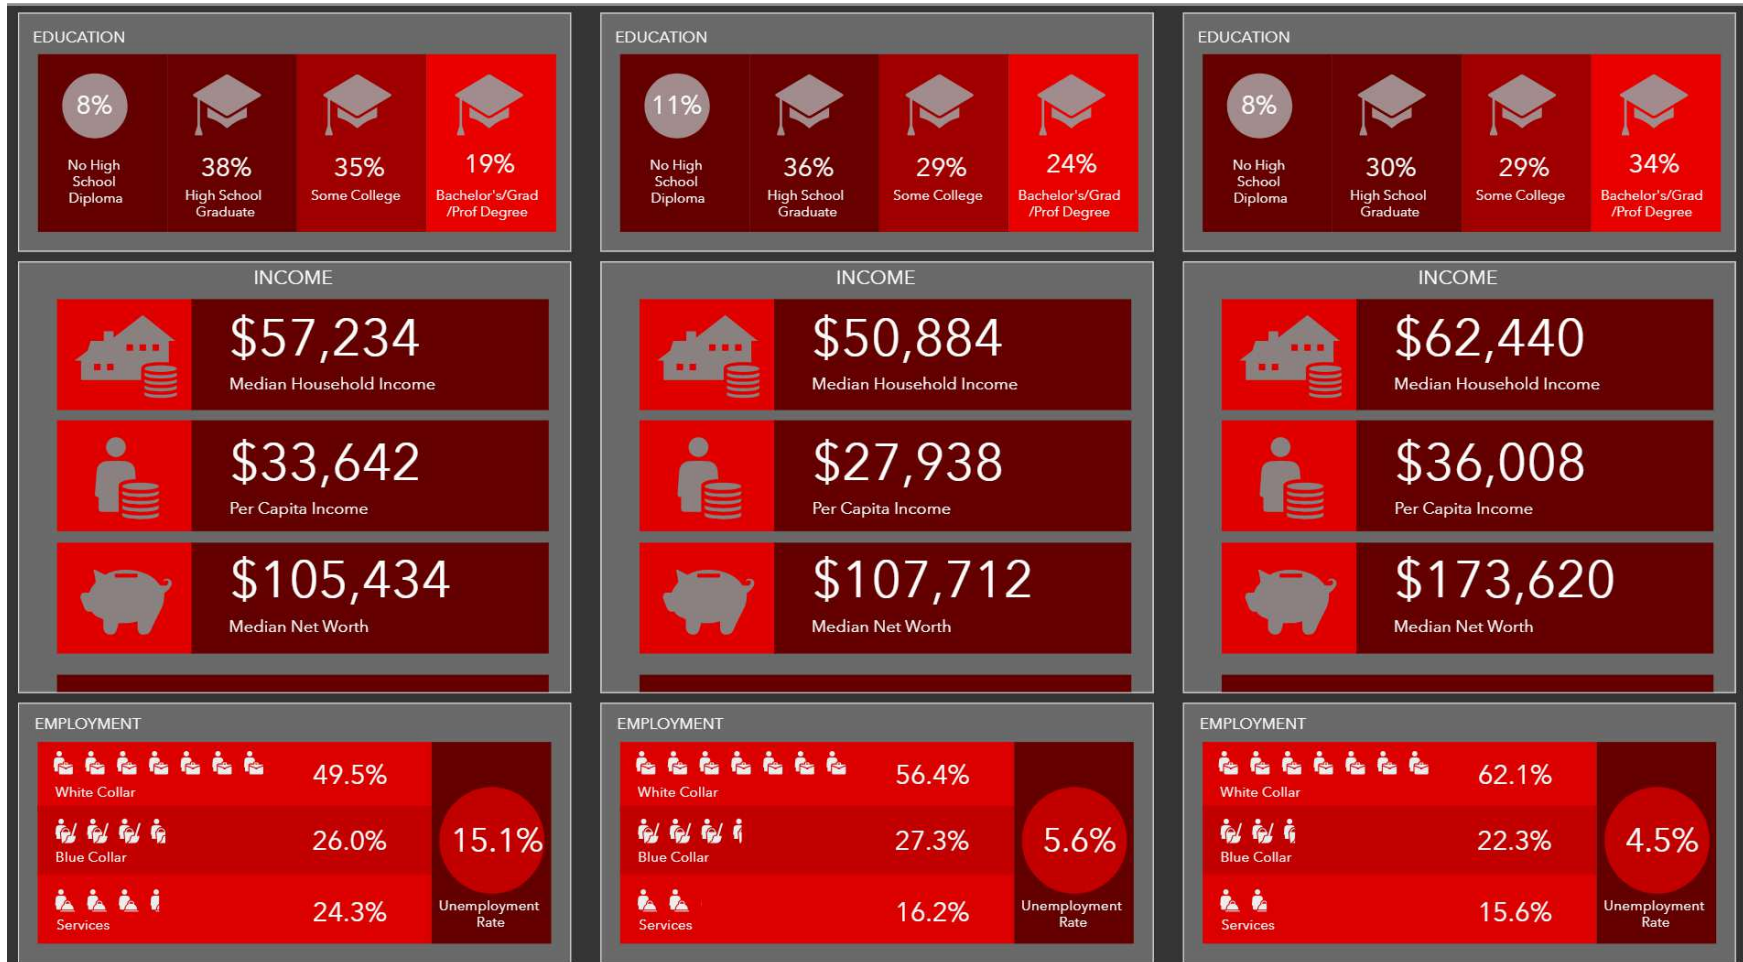 EDUCATION
8%
No High
School
Diploma
38%
High School
Graduate
35%
Some College
19%
Bachelor's/Grad
/Prof Degree
INCOME
$57,234
Median Household Income
$33,642
Per Capita Income
$105,434
Median Net Worth
EMPLOYMENT
White Collar
49.5%
Blue Collar
26.0%
Services
24.3%
15.1%
Unemployment
Rate
EDUCATION
11%
No High
School
Diploma
36%
High School
Graduate
29%
Some College
24%
Bachelor's/Grad
/Prof Degree
INCOME
$50,884
Median Household Income
$27,938
Per Capita Income
$107,712
Median Net Worth
EMPLOYMENT
White Collar
56.4%
Blue Collar
27.3%
Services
16.2%
5.6%
Unemployment
Rate
EDUCATION
8%
No High
School
Diploma
30%
High School
Graduate
29%
Some College
34%
Bachelor's/Grad
/Prof Degree
INCOME
$62,440
Median Household Income
$36,008
Per Capita Income
$173,620
Median Net Worth
EMPLOYMENT
White Collar
62.1%
Blue Collar
22.3%
Services
15.6%
4.5%
Unemployment
Rate